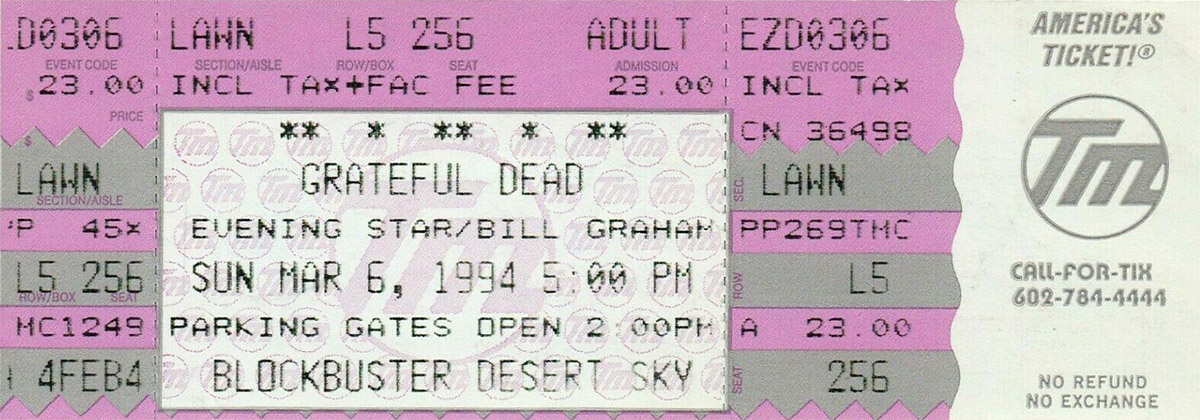 .D0306 LAWN L5 256 ADULT EZD0306
EVENT CODE SECTION/AISLE ROW/BOX SEAT ADMISSION EVENT CODE
$ 23.00 INCL TAX+FAC FEE 23.00 INCL TAX
PRICE
$
** * ** * **
CN 36498
LAWN
SECTION/AISLE
GRATEFUL DEAD
SEC. LAWN
P 45X
EVENING STAR/BILL GRAHAM
PP269TMC
L5 256
ROW/BOX SEAT
SUN MAR 6, 1994 5:00 PM
ROW L5
MC1249
PARKING GATES OPEN 2 00PM
A 23.00
4FEB4
BLOCKBUSTER DESERT SKY
SEAT 256
AMERICA'S
TICKET!®
Tm
CALL-FOR-TIX
602-784-4444
NO REFUND
NO EXCHANGE